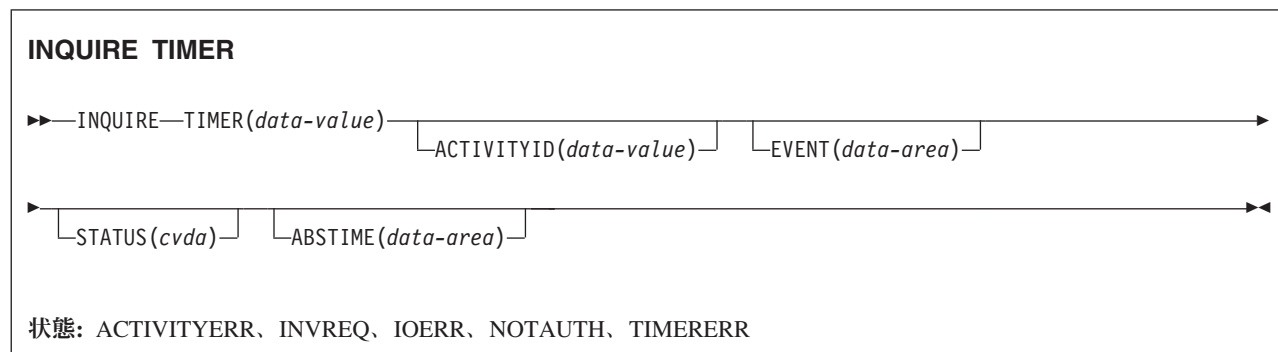 INQUIRE TIMER
INQUIRE TIMER(data-value) ACTIVITYID(data-value) EVENT(data-area)
STATUS(cvda) ABSTIME(data-area)
状態: ACTIVITYERR、INVREQ、IOERR、NOTAUTH、TIMERERR